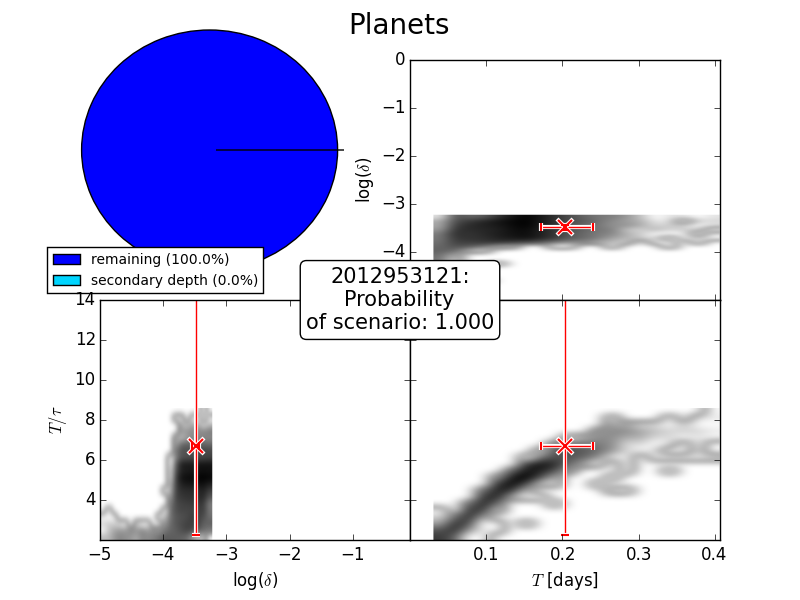 Planets
remaining (100.0%)
secondary depth (0.0%)
0
−1
−2
−3
−4
log(δ)
2012953121:
Probability
of scenario: 1.000
14
12
10
8
6
4
T/τ
−5
−4
−3
−2
−1
log(δ)
0.1
0.2
0.3
0.4
T [days]